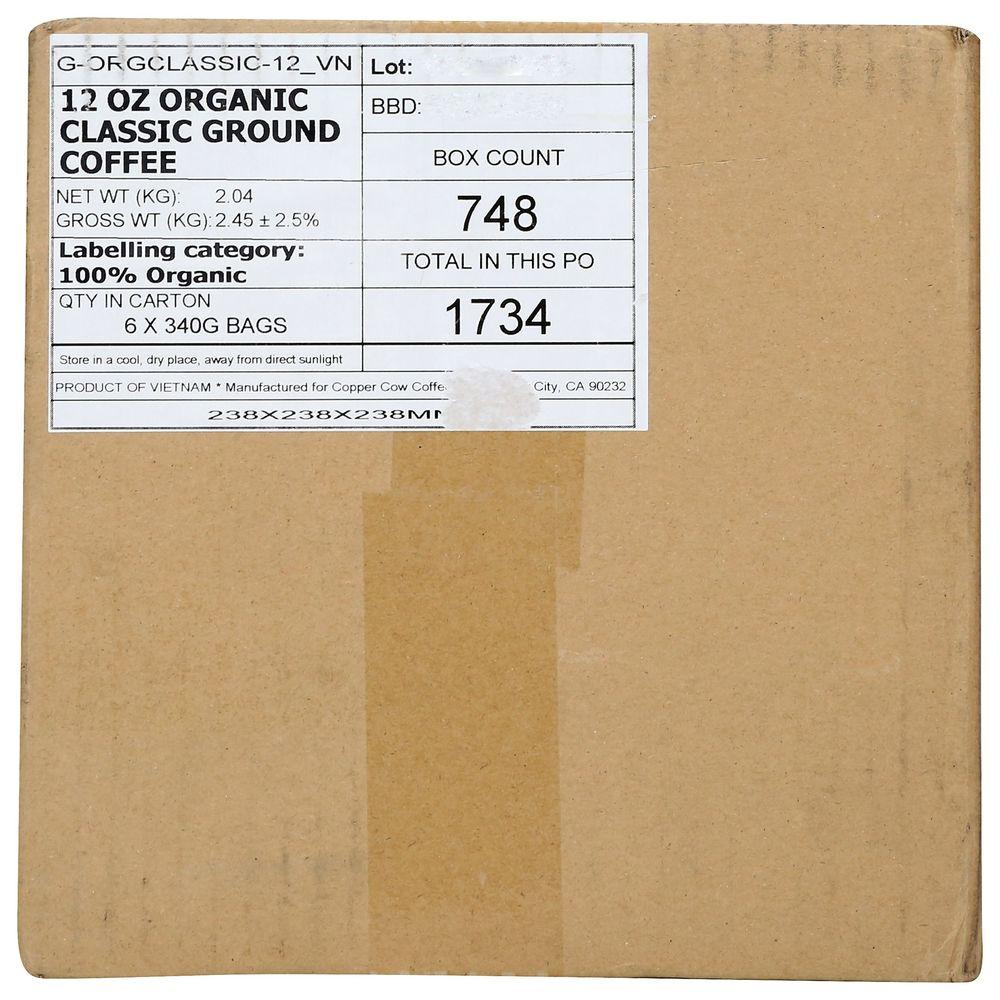 G-ORGCLASSIC-12_VN
12 OZ ORGANIC
CLASSIC GROUND
COFFEE
NET WT (KG): 2.04
GROSS WT (KG): 2.45 ± 2.5%
Labelling category:
100% Organic
QTY IN CARTON
6 X 340G BAGS
Lot:
BBD:
BOX COUNT
748
TOTAL IN THIS PO
1734
Store in a cool, dry place, away from direct sunlight
PRODUCT OF VIETNAM * Manufactured for Copper Cow City, CA 90232